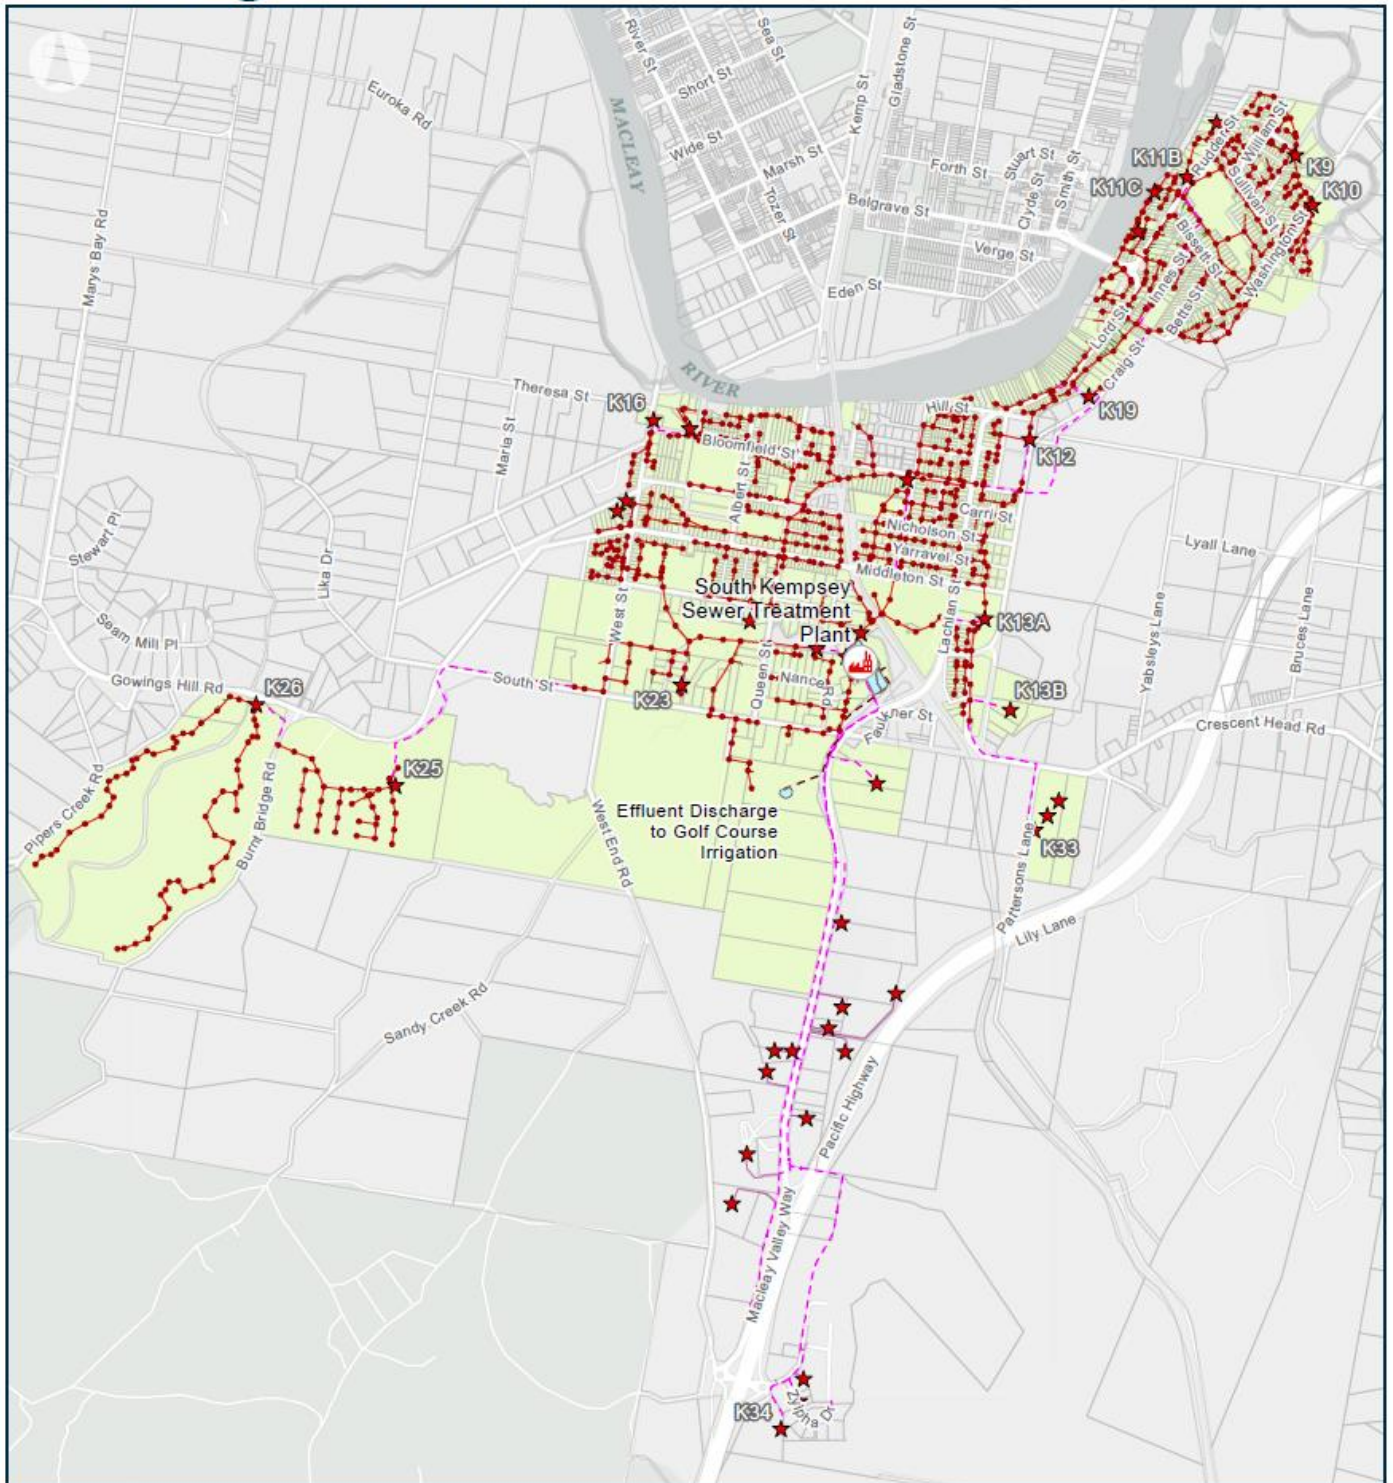 River St
Sea St
Short St
Euroka Rd
MACLEAY
Wide St
Marsh St
Kemp St
Gladstone St
Tozer St
Forth St
Stuart St
Clyde St
Smith St
Belgrave St
Verge St
Eden St
K11B
Rudder St
William St
K9
K11C
Sullivan St
K10
Bissett St
Washington St
Innes St
Betts St
Lord St
Craig St
Marys Bay Rd
RIVER
Theresa St
K16
Hill St
K19
Bloomfield St
K12
Maria St
Albert St
Carri St
Nicholson St
Yarravel St
Middleton St
Stewart Pl
Lika Dr
Lyall Lane
South Kempsey
Sewer Treatment
Plant
West St
Lachlan St
K13A
Yabsleys Lane
Bruces Lane
Seam Mill Pl
Gowings Hill Rd
K26
South St
K23
Queen St
Nance Rd
K13B
Crescent Head Rd
K25
Pipers Creek Rd
Burnt Bridge Rd
West End Rd
Effluent Discharge
to Golf Course
Irrigation
K33
Pattersons Lane
Lily Lane
Sandy Creek Rd
Pacific Highway
Macleay Valley Way
K34
Zylpha Dr